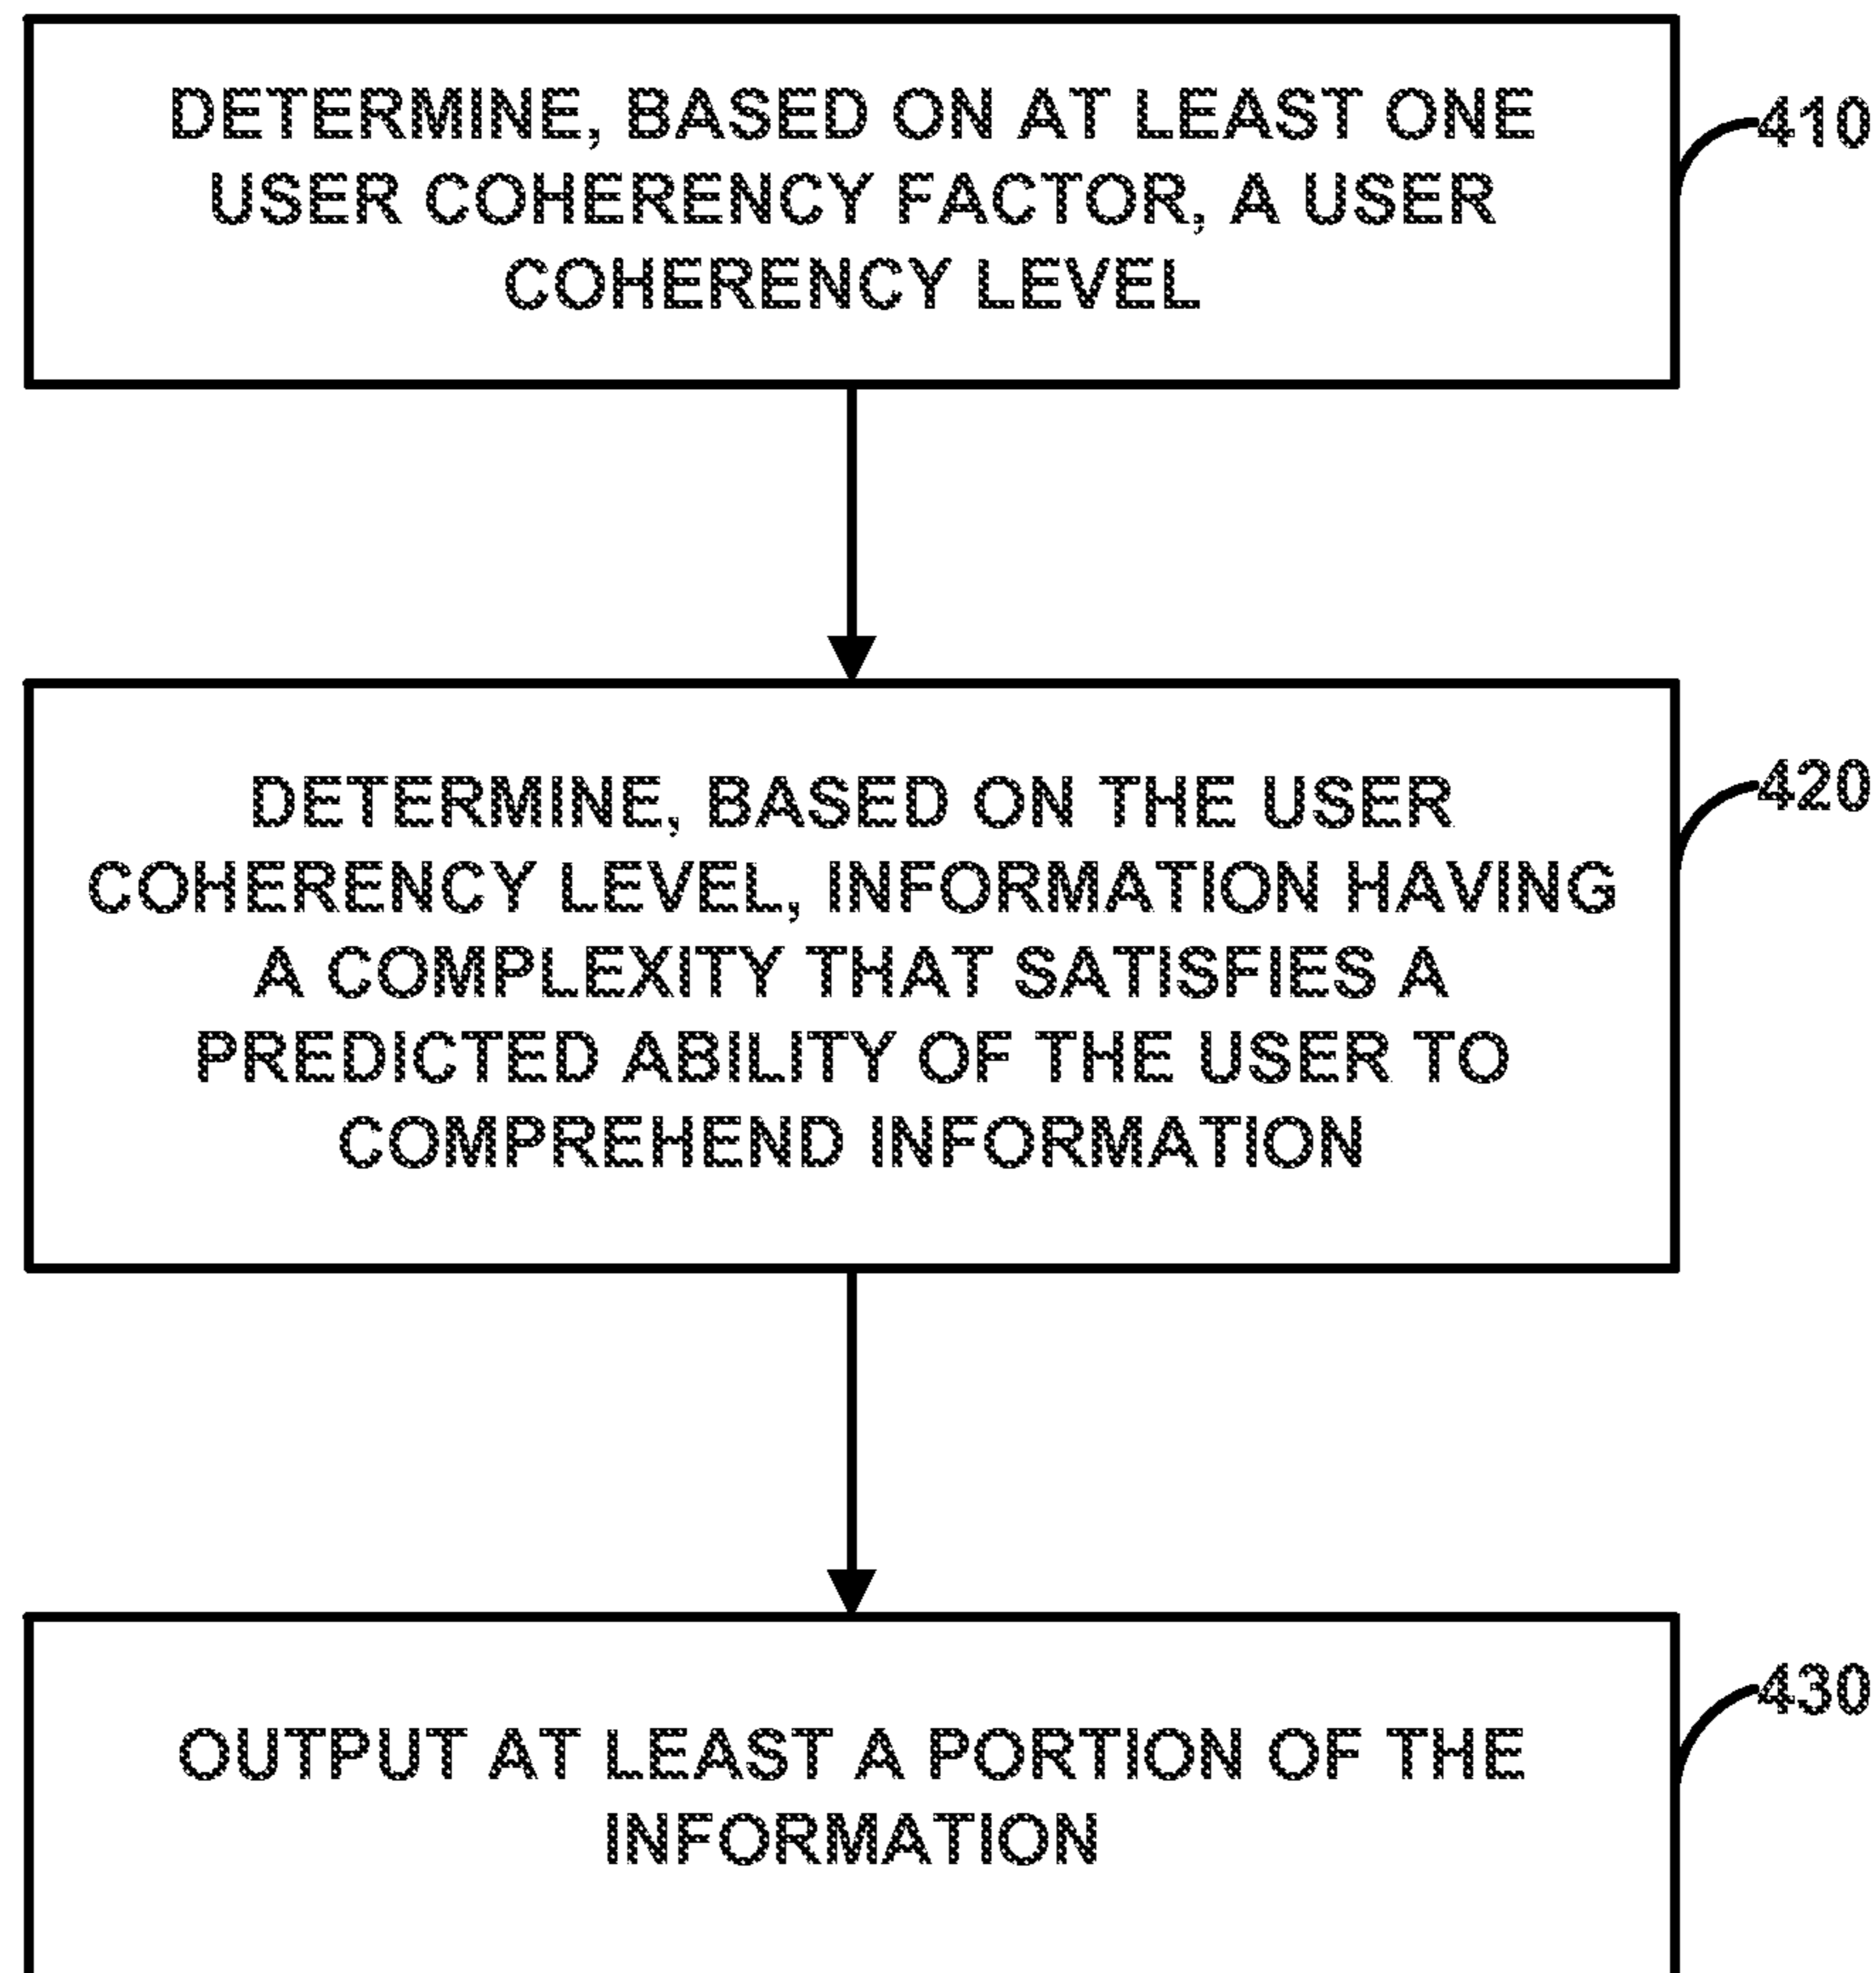 DETERMINE, BASED ON AT LEAST ONE
USER COHERENCY FACTOR, A USER
COHERENCY LEVEL
410
DETERMINE, BASED ON THE USER
COHERENCY LEVEL, INFORMATION HAVING
A COMPLEXITY THAT SATISFIES A
PREDICTED ABILITY OF THE USER TO
COMPREHEND INFORMATION
420
OUTPUT AT LEAST A PORTION OF THE
INFORMATION
430